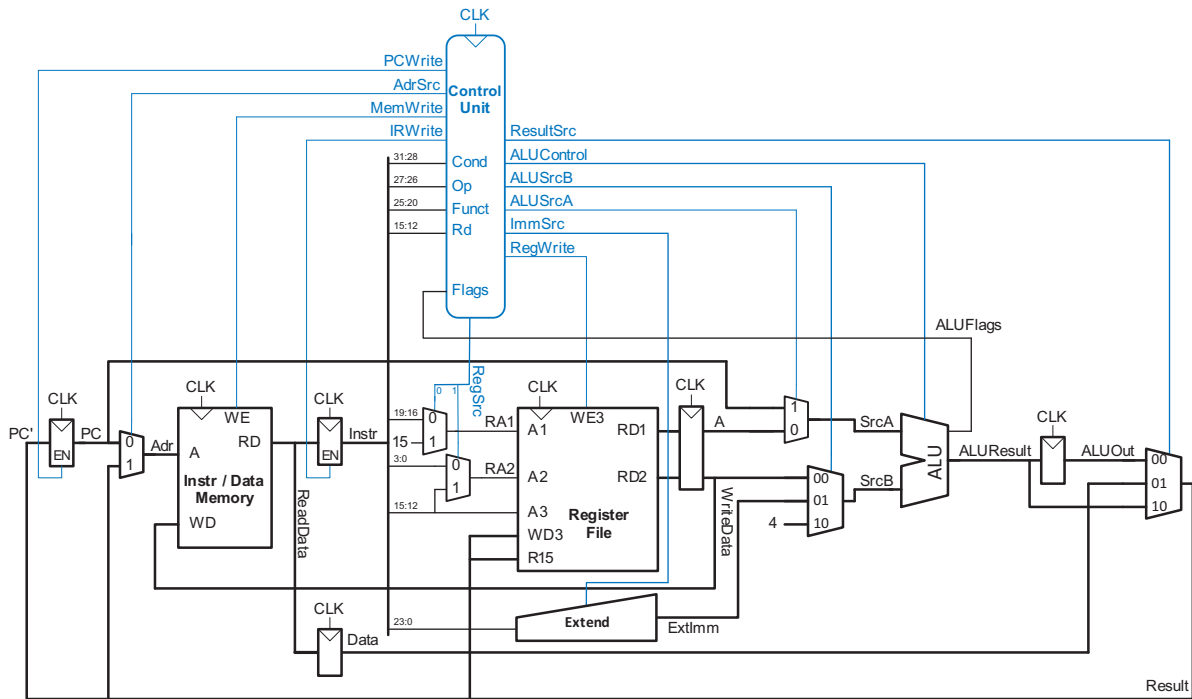 CLK
PCWrite
AdrSrc
Control
Unit
MemWrite
IRWrite
ResultSrc
31:28
Cond
ALUControl
27:26
Op
ALUSrcB
25:20
Funct
ALUSrcA
15:12
Rd
ImmSrc
RegWrite
Flags
ALUFlags
CLK
CLK
CLK
0 1
RegSrc
CLK
CLK
PC'
EN
PC
0
1
Adr
WE
A
RD
Instr / Data
Memory
WD
ReadData
EN
Instr
19:16
15
0
1
RA1
3:0
0
1
RA2
15:12
WE3
A1
A2
A3
WD3
R15
RD1
RD2
Register
File
A
WriteData
1
0
SrcA
00
01
10
4
SrcB
ALU
ALUResult
CLK
ALUOut
00
01
10
23:0
Extend
ExtImm
CLK
Data
Result